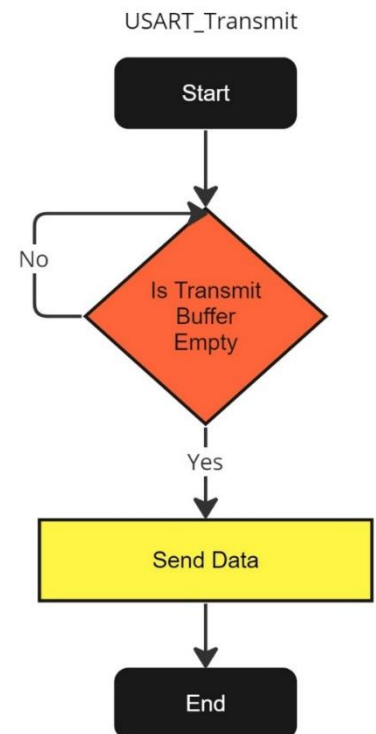 USART_Transmit
Start
No
Is Transmit
Buffer
Empty
Yes
Send Data
End